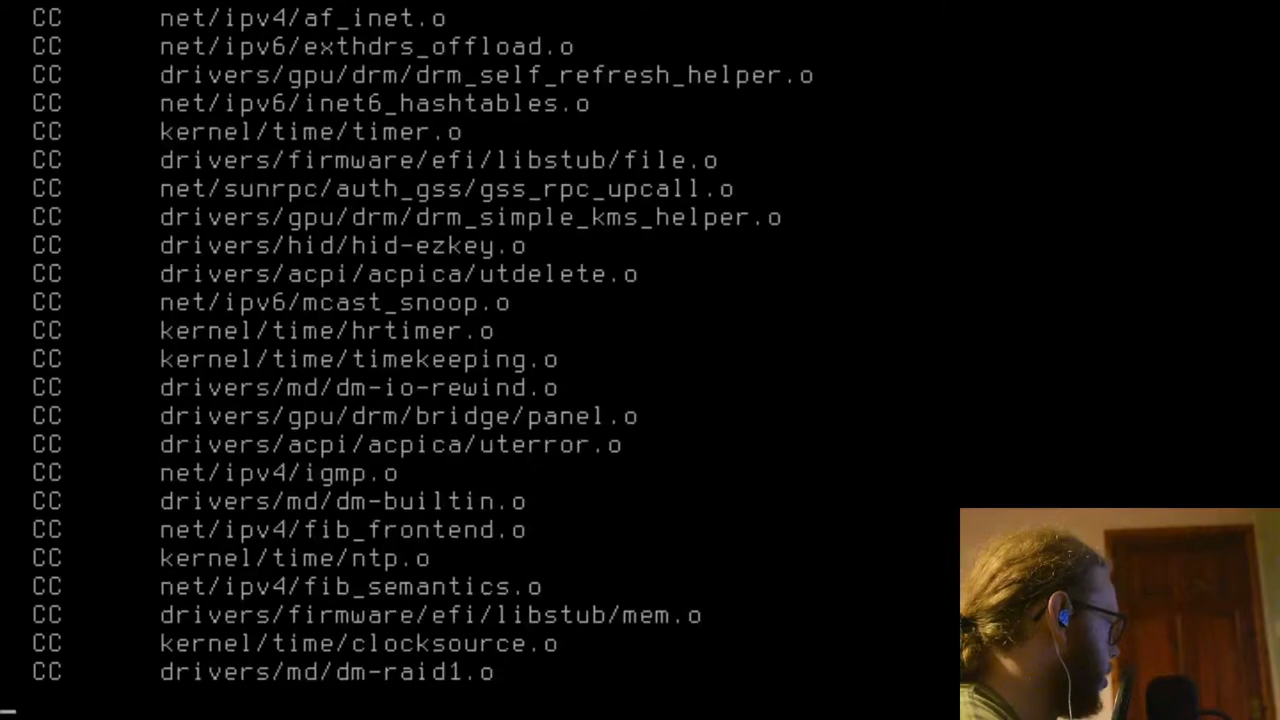 CC net/ipv4/af_inet.o
CC net/ipv6/exthdrs_offload.o
CC drivers/gpu/drm/drm_self_refresh_helper.o
CC net/ipv6/inet6_hashtables.o
CC kernel/time/timer.o
CC drivers/firmware/efi/libstub/file.o
CC net/sunrpc/auth_gss/gss_rpc_upcall.o
CC drivers/gpu/drm/drm_simple_kms_helper.o
CC drivers/hid/hid-ezkey.o
CC drivers/acpi/acpica/utdelete.o
CC net/ipv6/mcast_snoop.o
CC kernel/time/hrtimer.o
CC kernel/time/timekeeping.o
CC drivers/md/dm-io-rewind.o
CC drivers/gpu/drm/bridge/panel.o
CC drivers/acpi/acpica/uterror.o
CC net/ipv4/igmp.o
CC drivers/md/dm-builtin.o
CC net/ipv4/fib_frontend.o
CC kernel/time/ntp.o
CC net/ipv4/fib_semantics.o
CC drivers/firmware/efi/libstub/mem.o
CC kernel/time/clocksource.o
CC drivers/md/dm-raid1.o